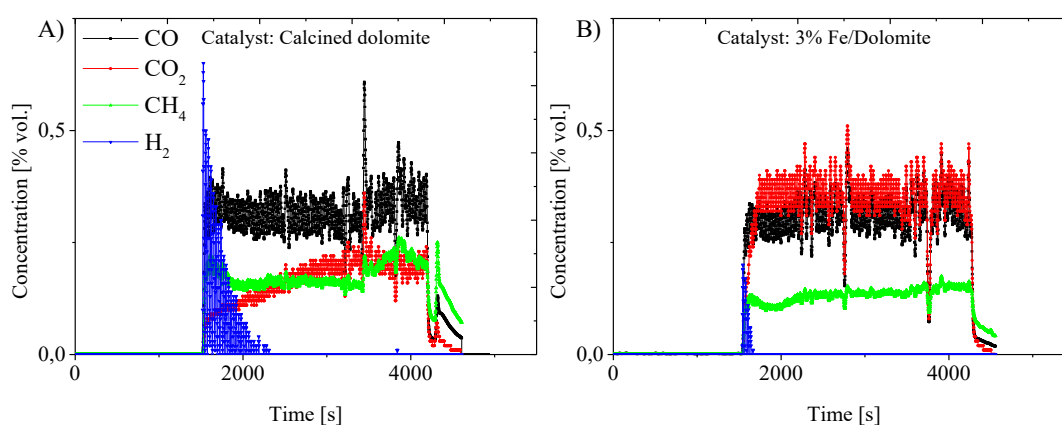 A)
Catalyst: Calcined dolomite
CO
CO2
CH4
H2
Concentration [% vol.]
0,5
0,0
0
2000
4000
Time [s]
B)
Catalyst: 3% Fe/Dolomite
Concentration [% vol.]
0,5
0,0
0
2000
4000
Time [s]